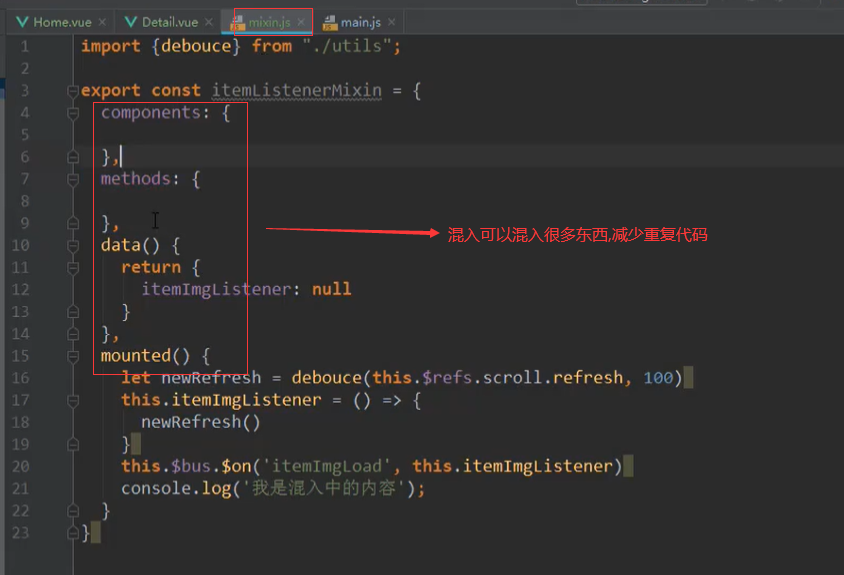 Home.vue × Detail.vue × mixin.js × main.js ×
1 import {debouce} from "./utils";
2
3 export const itemListenerMixin = {
4 components: {
5
6 },
7 methods: {
8
9 },
混入可以混入很多东西,减少重复代码
10 data() {
11 return {
12 itemImgListener: null
13 }
14 },
15 mounted() {
16 let newRefresh = debouce(this.$refs.scroll.refresh, 100)
17 this.itemImgListener = () => {
18 newRefresh()
19 }
20 this.$bus.$on('itemImgLoad', this.itemImgListener)
21 console.log('我是混入中的内容');
22 }
23 }